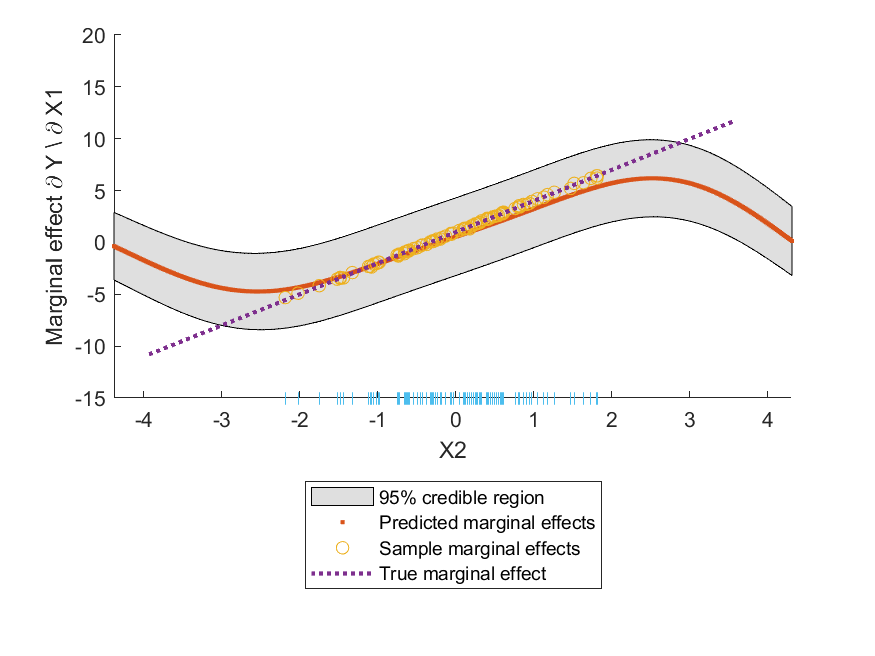 20
15
10
5
0
-5
-10
-15
Marginal effect ∂ Y \ ∂ X1
-4 -3 -2 -1 0 1 2 3 4
X2
95% credible region
Predicted marginal effects
Sample marginal effects
True marginal effect